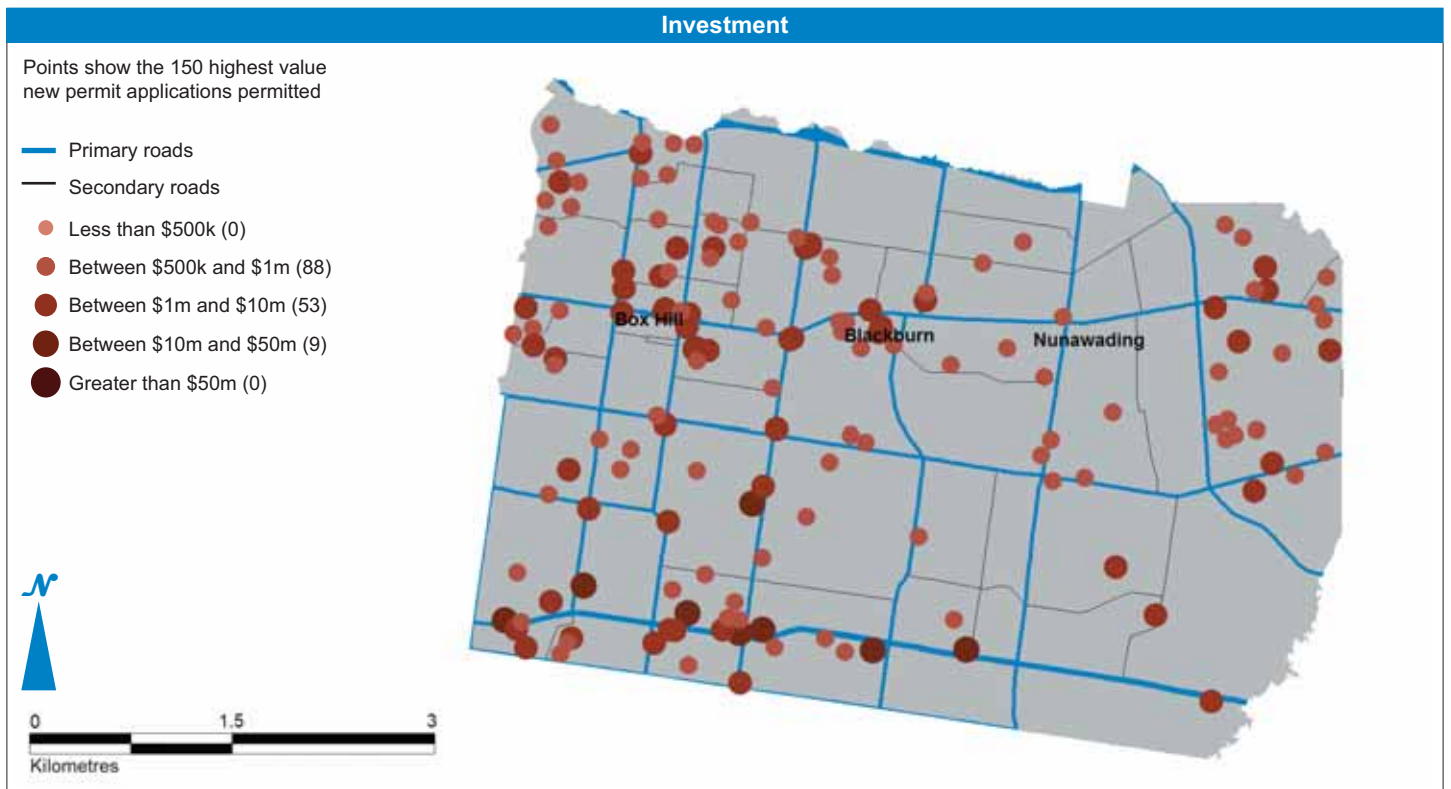 Investment
Points show the 150 highest value
new permit applications permitted
Primary roads
Secondary roads
Less than $500k (0)
Between $500k and $1m (88)
Between $1m and $10m (53)
Between $10m and $50m (9)
Greater than $50m (0)
Box Hill
Blackburn
Nunawading
N
0 1.5 3
Kilometres